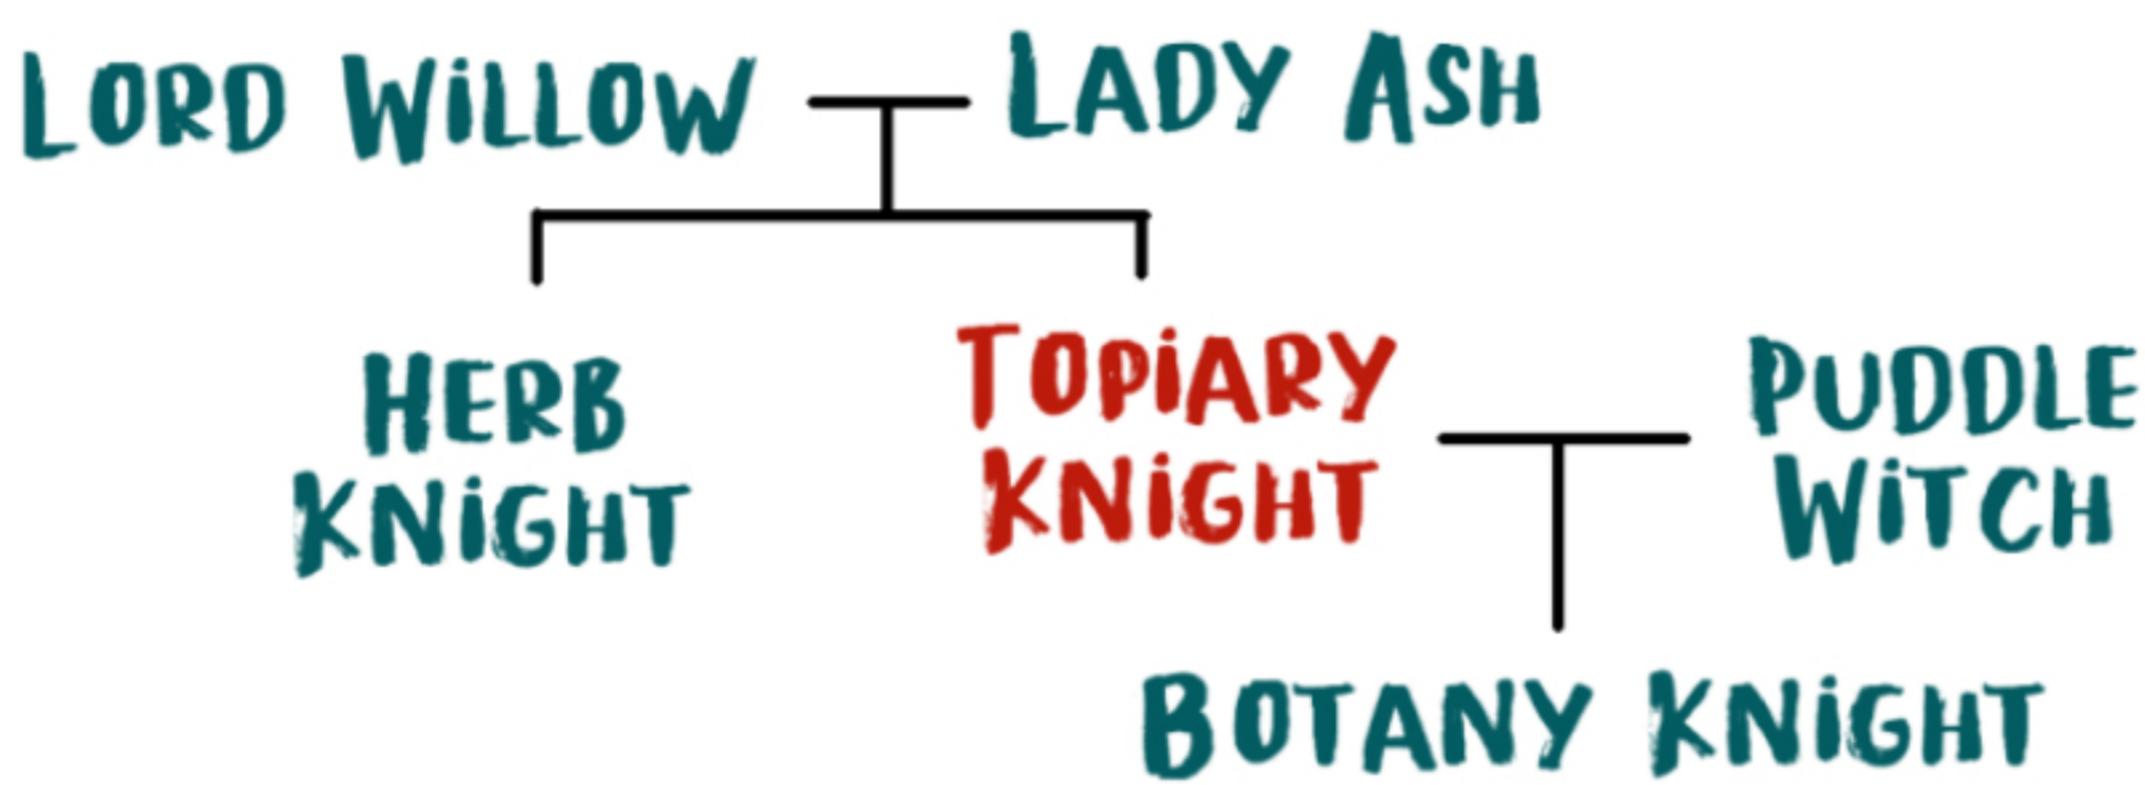 Lord Willow
Lady Ash
Herb
Knight
Topiary
Knight
Puddle
Witch
Botany Knight